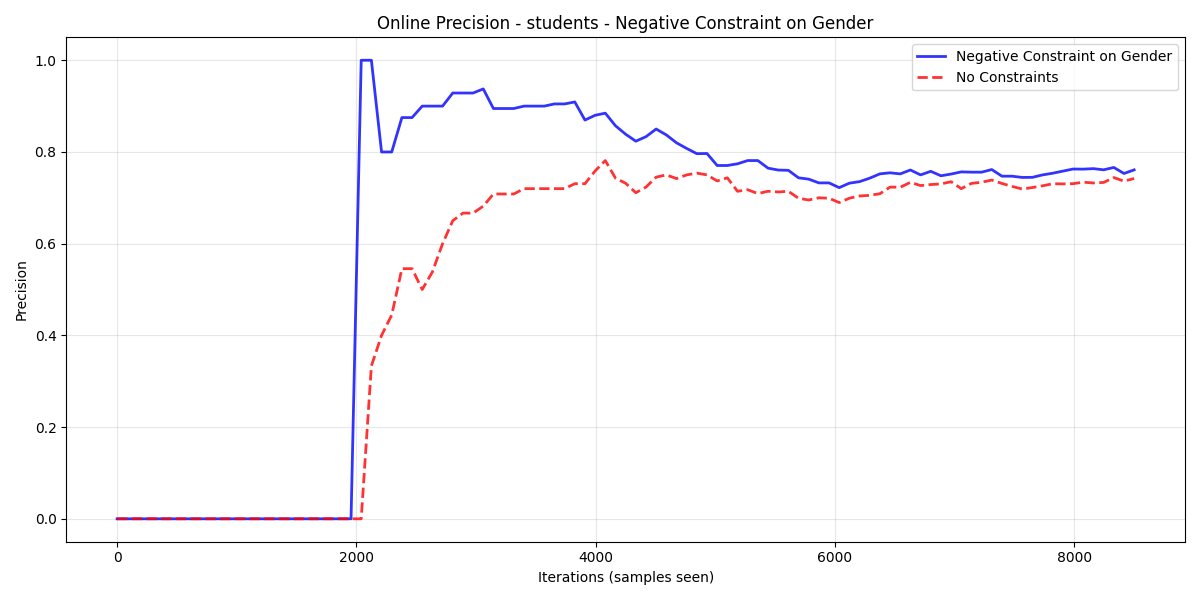 Online Precision - students - Negative Constraint on Gender
Negative Constraint on Gender
No Constraints
Precision
1.0
0.8
0.6
0.4
0.2
0.0
0
2000
4000
6000
8000
Iterations (samples seen)